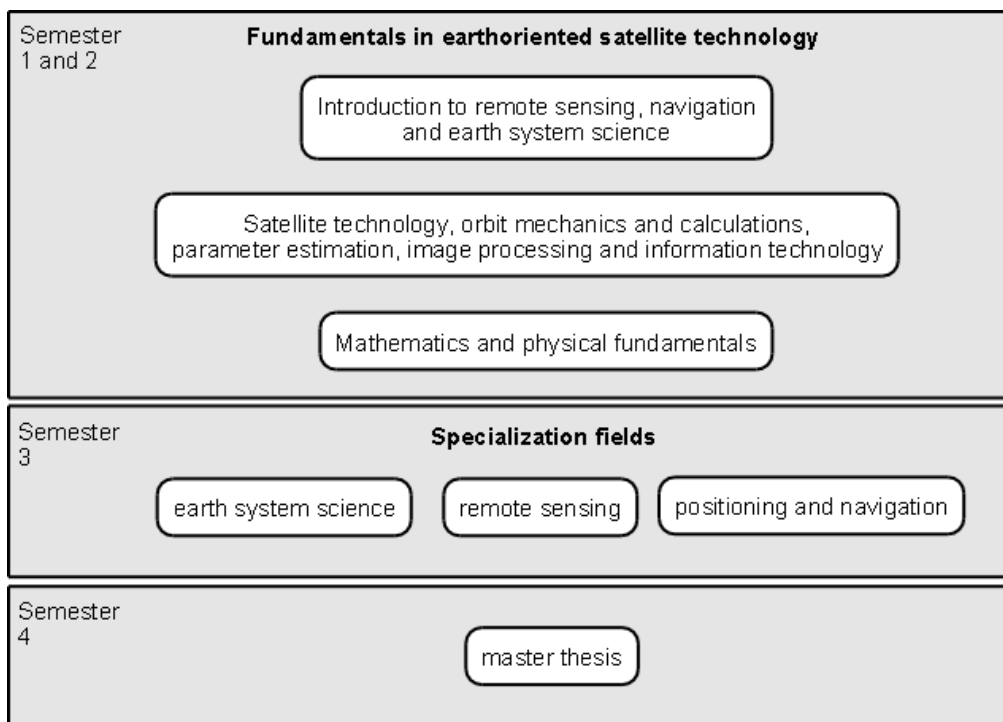 Semester
1 and 2
Fundamentals in earthoriented satellite technology
Introduction to remote sensing, navigation
and earth system science
Satellite technology, orbit mechanics and calculations,
parameter estimation, image processing and information technology
Mathematics and physical fundamentals
Semester
3
Specialization fields
earth system science
remote sensing
positioning and navigation
Semester
4
master thesis